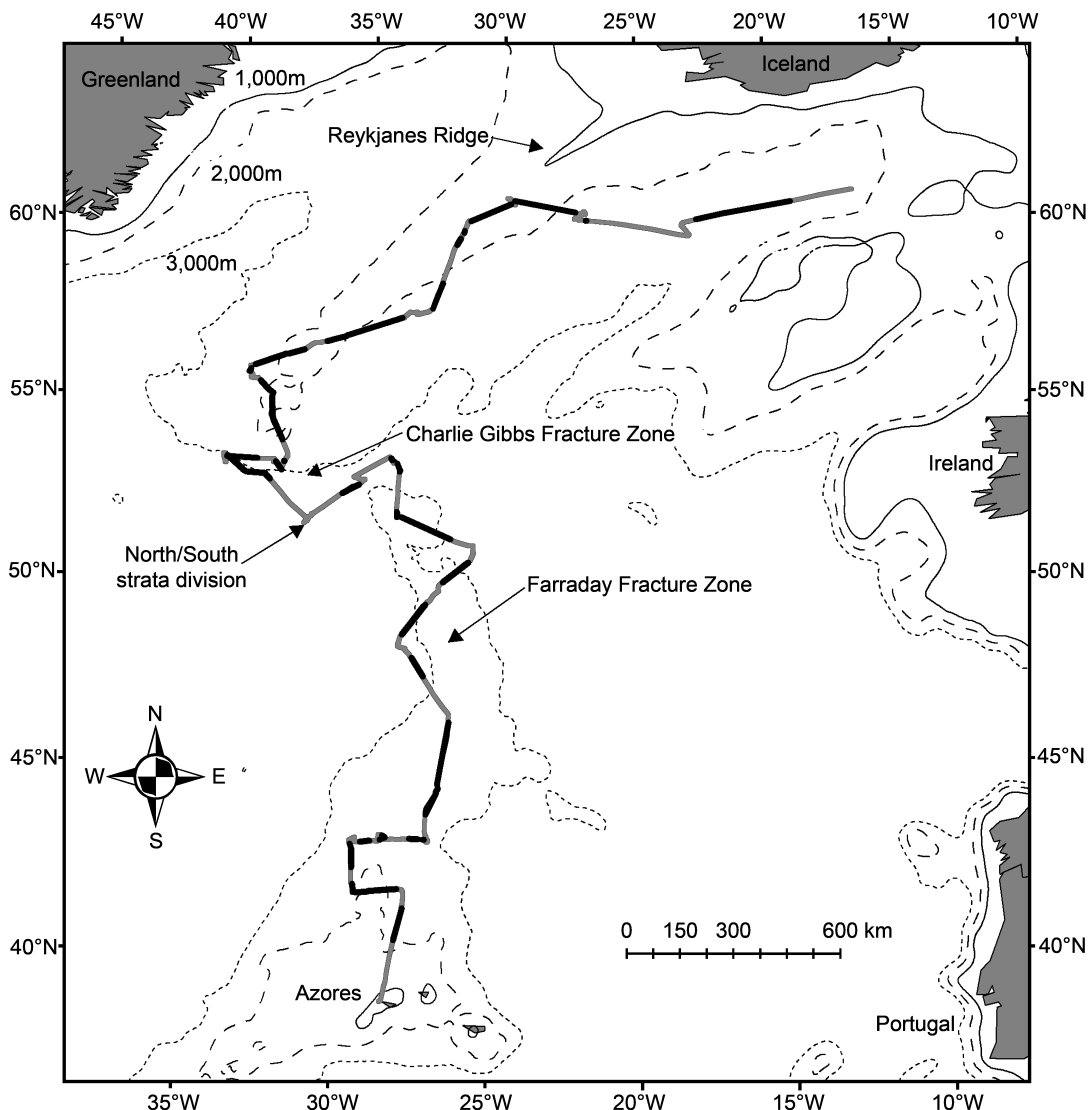 45°W 40°W 35°W 30°W 25°W 20°W 15°W 10°W
Greenland
1,000m
Iceland
Reykjanes Ridge
2,000m
60°N 60°N
3,000m
55°N 55°N
Charlie Gibbs Fracture Zone
Ireland
North/South
strata division
50°N 50°N
Farraday Fracture Zone
N
W E
S
45°N 45°N
0 150 300 600 km
40°N 40°N
Azores
Portugal
35°W 30°W 25°W 20°W 15°W 10°W